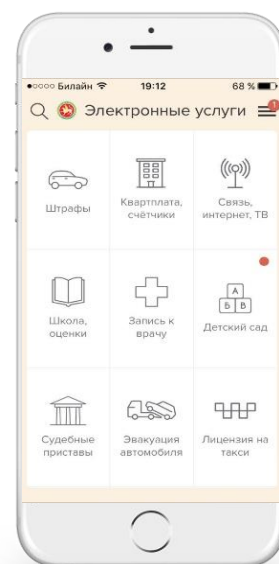 Билайн 19:12 68 %
Электронные услуги 1
Штрафы
Квартплата,
счётчики
Связь,
интернет, ТВ
Школа,
оценки
Запись к
врачу
А
Б В
Детский сад
Судебные
приставы
Эвакуация
автомобиля
Лицензия на
такси